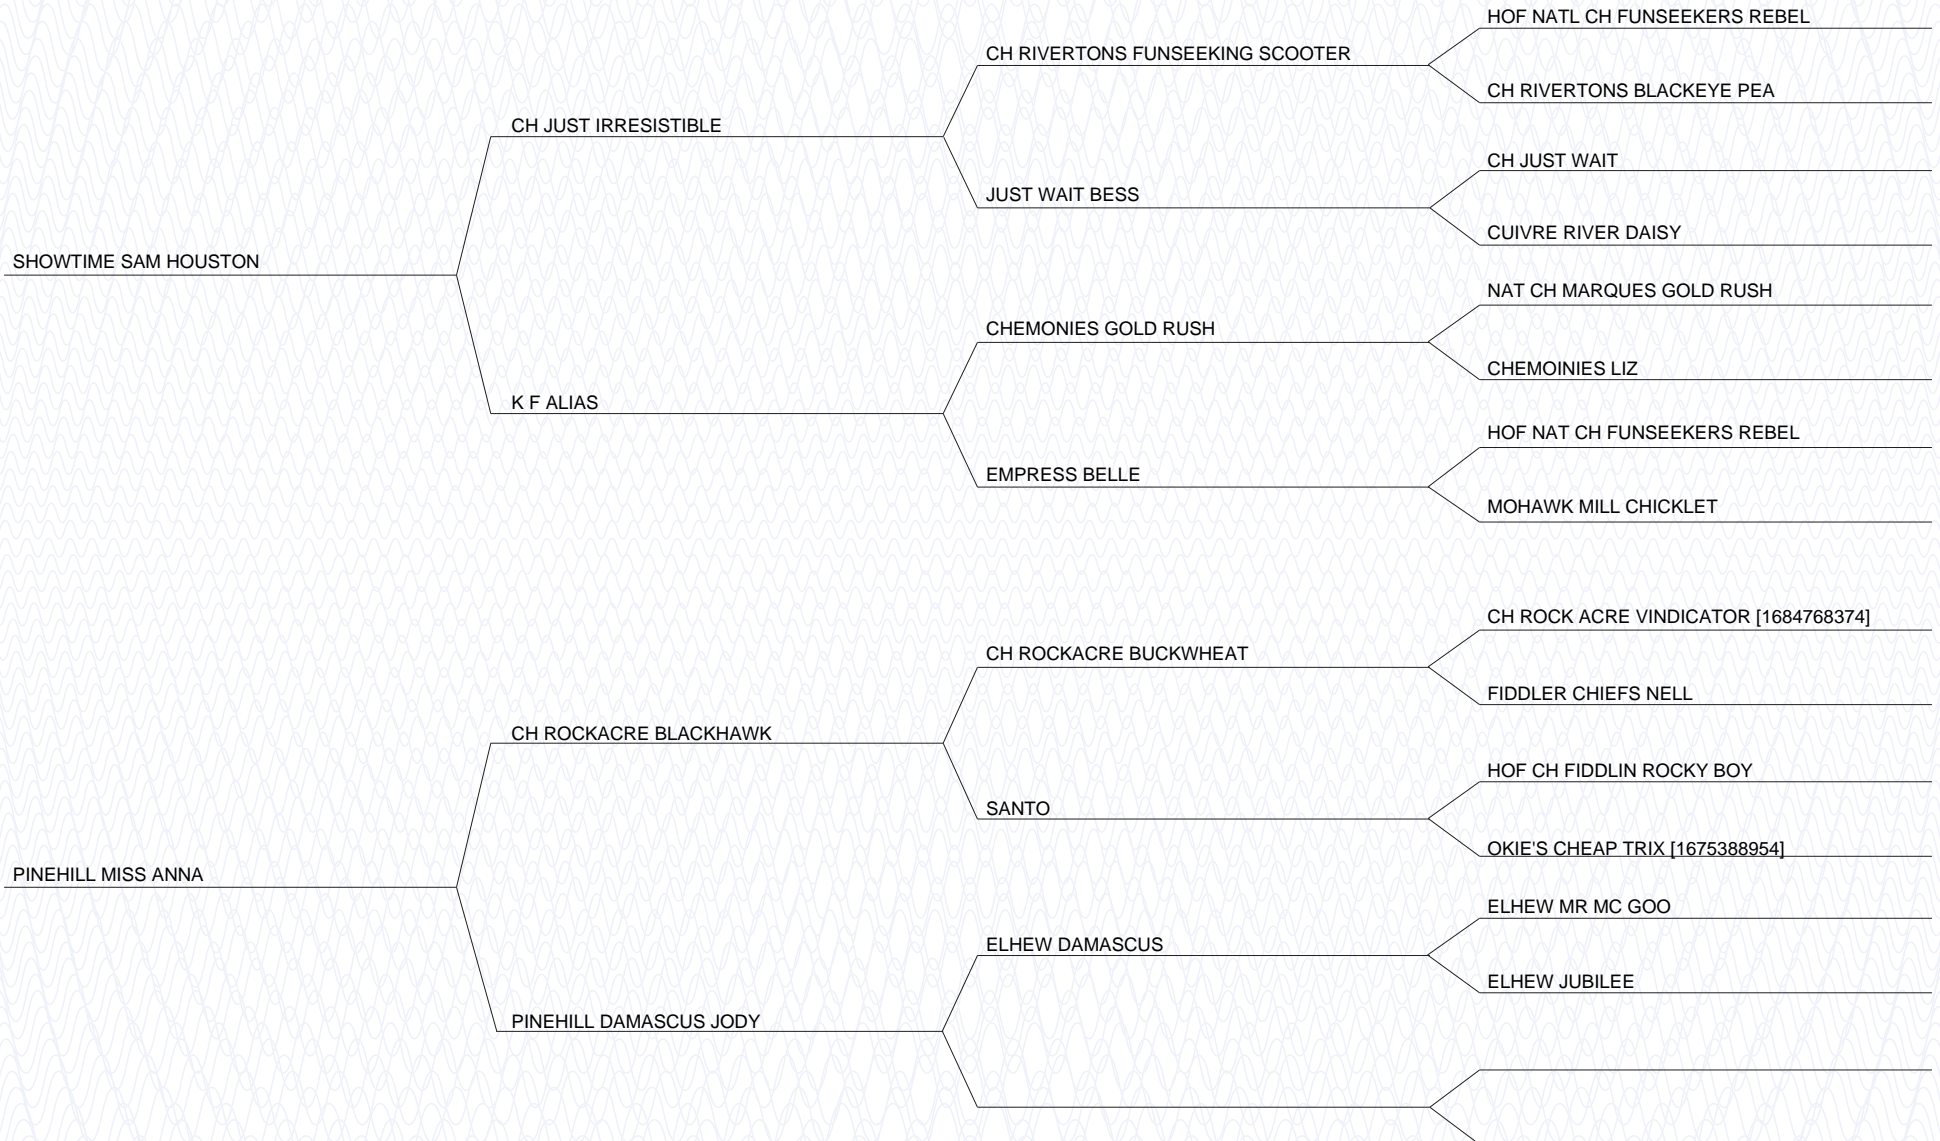 HOF NATL CH FUNSEEKERS REBEL
CH RIVERTONS FUNSEEKING SCOOTER
CH RIVERTONS BLACKEYE PEA
CH JUST IRRESISTIBLE
CH JUST WAIT
JUST WAIT BESS
CUIVRE RIVER DAISY
SHOWTIME SAM HOUSTON
NAT CH MARQUES GOLD RUSH
CHEMONIES GOLD RUSH
CHEMOINIES LIZ
K F ALIAS
HOF NAT CH FUNSEEKERS REBEL
EMPRESS BELLE
MOHAWK MILL CHICKLET
CH ROCK ACRE VINDICATOR [1684768374]
CH ROCKACRE BUCKWHEAT
FIDDLER CHIEFS NELL
CH ROCKACRE BLACKHAWK
HOF CH FIDDLIN ROCKY BOY
SANTO
OKIE'S CHEAP TRIX [1675388954]
PINEHILL MISS ANNA
ELHEW MR MC GOO
ELHEW DAMASCUS
ELHEW JUBILEE
PINEHILL DAMASCUS JODY